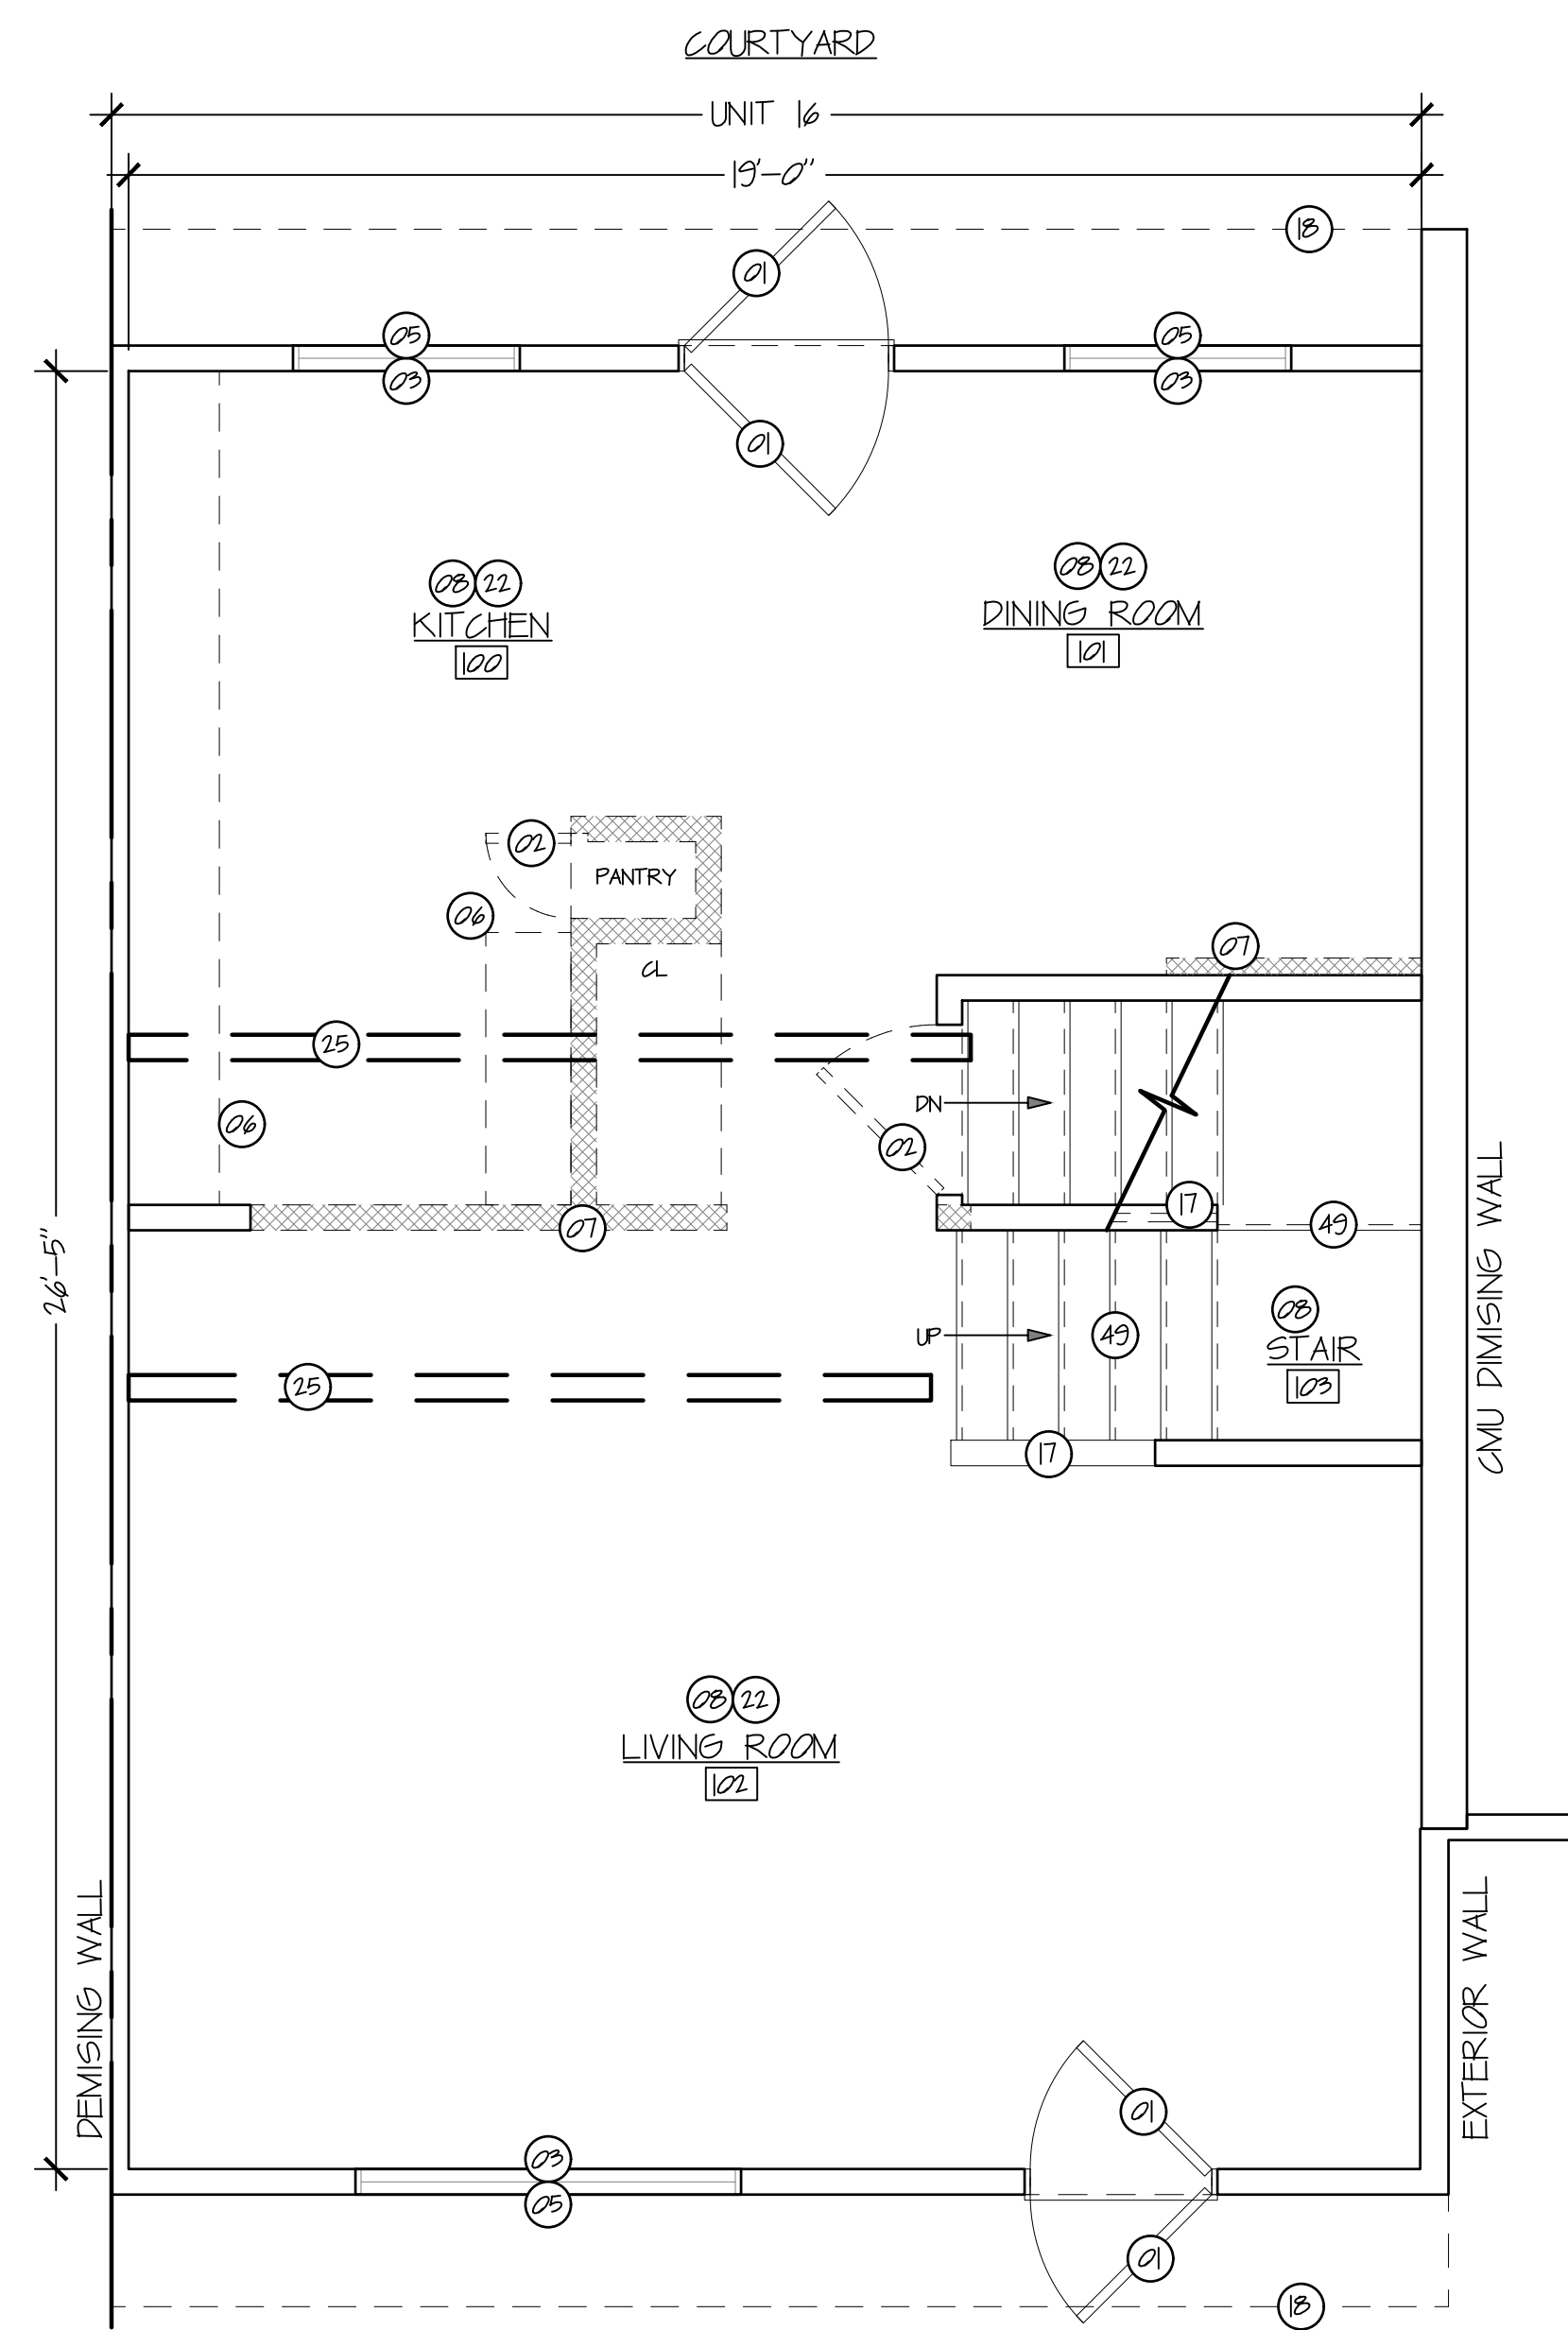 COURTYARD
UNIT 16
19'-0"
18
01
05
05
03
03
01
08 22
KITCHEN
100
08 22
DINING ROOM
101
02
PANTRY
06
CL
07
25
DN
06
02
17
07
49
26'-5"
CMU DIMISING WALL
08
STAIR
103
UP
49
25
17
08 22
LIVING ROOM
102
DEMISING WALL
EXTERIOR WALL
01
03
05
01
18